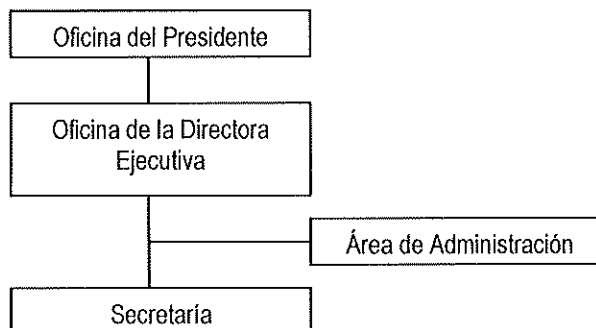 Oficina del Presidente
Oficina de la Directora
Ejecutiva
Área de Administración
Secretaría